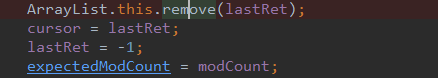 ArrayList.this.remove(lastRet);
cursor = lastRet;
lastRet = -1;
expectedModCount = modCount;